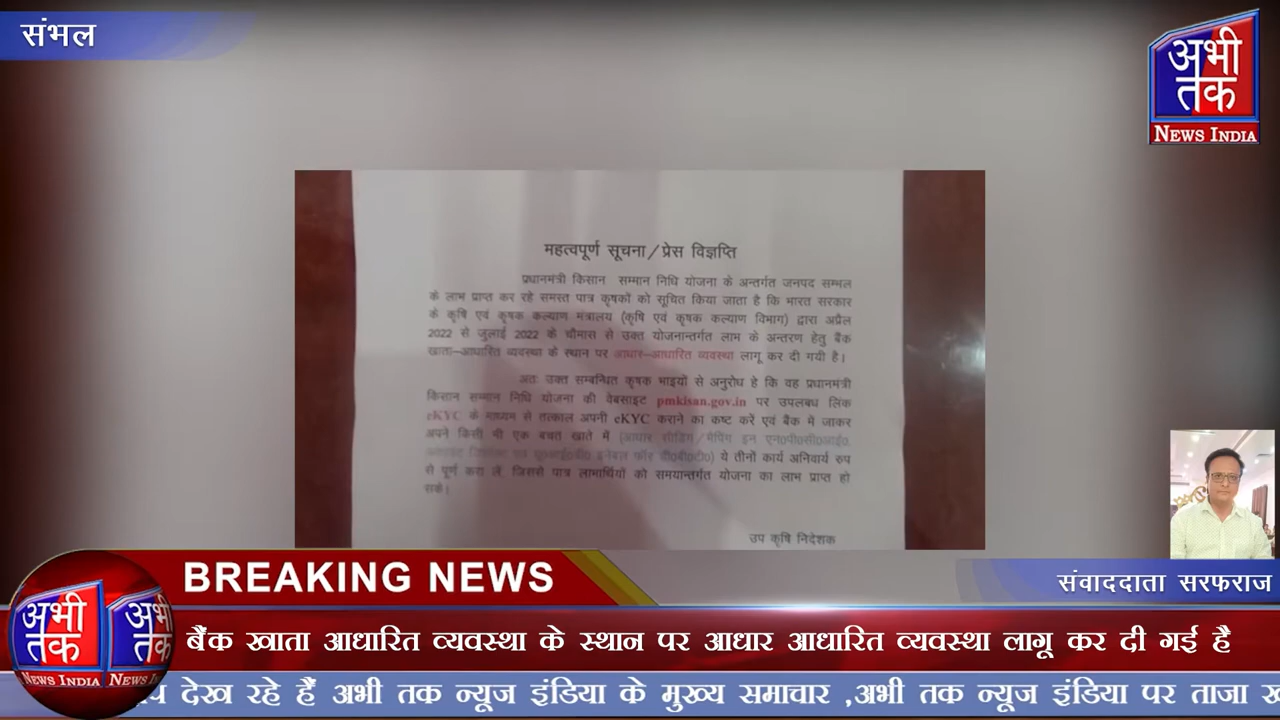 संभल
अभी
तक
NEWS INDIA
महत्वपूर्ण सूचना/प्रेस विज्ञप्ति
प्रधानमंत्री किसान सम्मान निधि योजना के अन्तर्गत जनपद सम्भल
के लाभ प्राप्त कर रहे समस्त पात्र कृषकों को सूचित किया जाता है कि भारत सरकार
के कृषि एवं कृषक कल्याण मंत्रालय (कृषि एवं कृषक कल्याण विभाग) द्वारा अप्रैल
2022 से जुलाई 2022 के चौमास से उक्त योजनान्तर्गत लाभ के अन्तरण हेतु बैंक
खाता–आधारित व्यवस्था के स्थान पर आधार–आधारित व्यवस्था लागू कर दी गयी है।
अतः उक्त सम्बन्धित कृषक भाइयों से अनुरोध है कि वह प्रधानमंत्री
किसान सम्मान निधि योजना की वेबसाइट pmkisan.gov.in पर उपलबध लिंक
eKYC के माध्यम से तत्काल अपनी eKYC कराने का कष्ट करें एवं बैंक मे जाकर
अपने किसी भी एक बचत खाते में (आधार सीडिंग/मैपिंग इन एन०पी०सी०आई०
ये तीनों कार्य अनिवार्य रुप
से पूर्ण करा लें, जिससे पात्र लाभार्थियों को समयान्तर्गत योजना का लाभ प्राप्त हो
सके।
उप कृषि निदेशक
संवाददाता सरफराज
BREAKING NEWS
अभी तक
NEWS INDIA
अभी तक
NEWS INDIA
बैंक खाता आधारित व्यवस्था के स्थान पर आधार आधारित व्यवस्था लागू कर दी गई है
देख रहे हैं अभी तक न्यूज इंडिया के मुख्य समाचार ,अभी तक न्यूज इंडिया पर ताजा